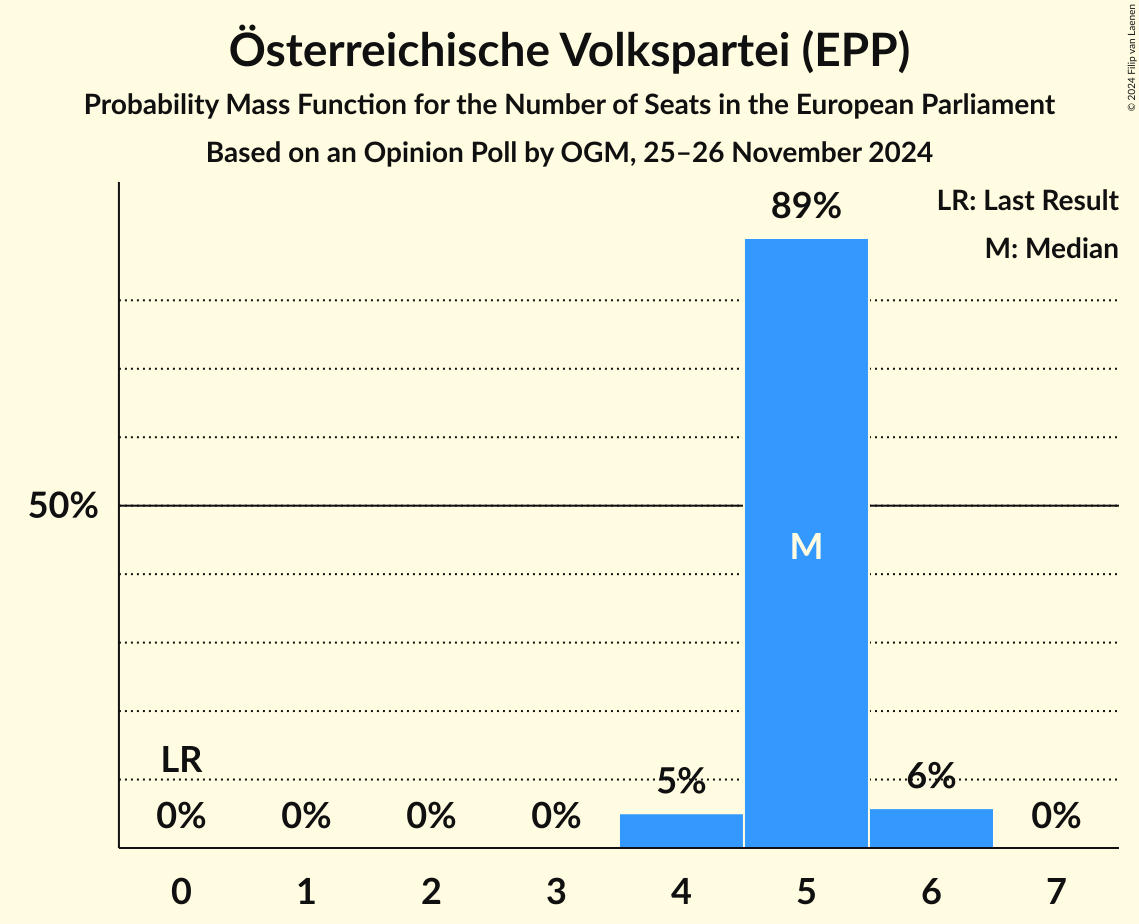 Österreichische Volkspartei (EPP)
Probability Mass Function for the Number of Seats in the European Parliament
Based on an Opinion Poll by OGM, 25–26 November 2024
© 2024 Filip van Laenen
LR: Last Result
M: Median
89%
50%
M
LR
0% 0% 0% 0% 5% 6% 0%
0 1 2 3 4 5 6 7